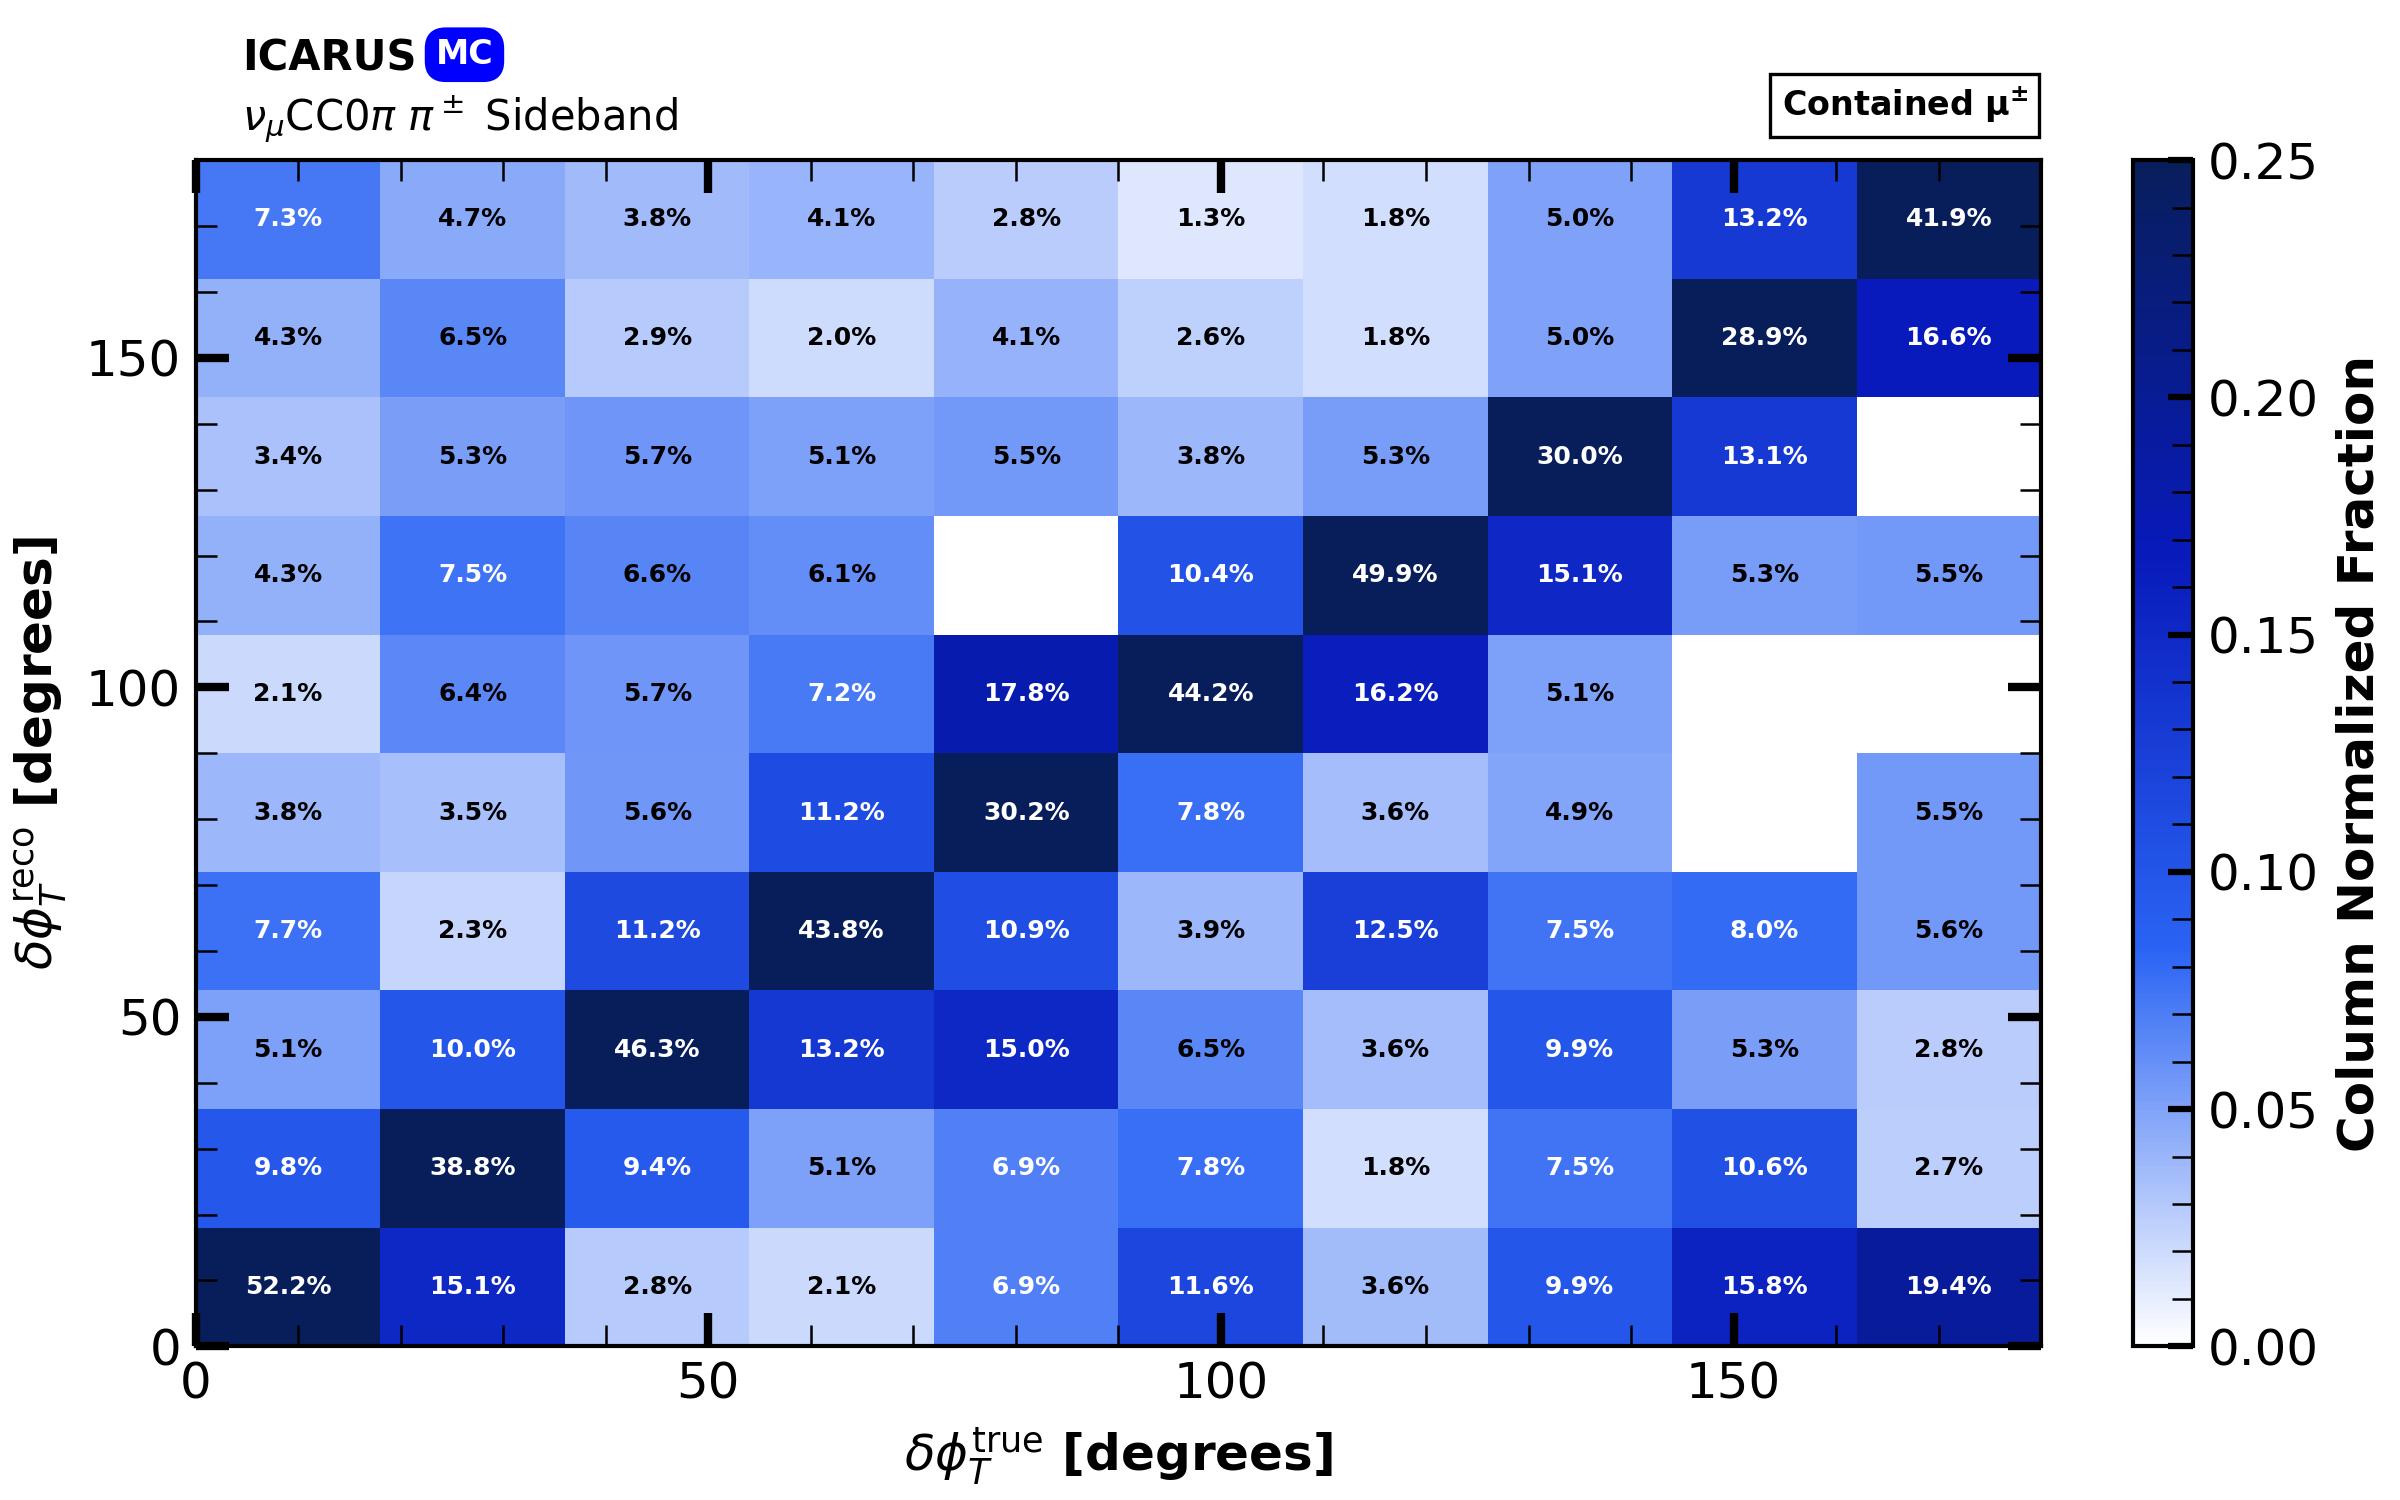 ICARUS MC
νμCC0π π± Sideband
Contained μ±
7.3% 4.7% 3.8% 4.1% 2.8% 1.3% 1.8% 5.0% 13.2% 41.9%
4.3% 6.5% 2.9% 2.0% 4.1% 2.6% 1.8% 5.0% 28.9% 16.6%
3.4% 5.3% 5.7% 5.1% 5.5% 3.8% 5.3% 30.0% 13.1%
4.3% 7.5% 6.6% 6.1% 10.4% 49.9% 15.1% 5.3% 5.5%
2.1% 6.4% 5.7% 7.2% 17.8% 44.2% 16.2% 5.1%
3.8% 3.5% 5.6% 11.2% 30.2% 7.8% 3.6% 4.9% 5.5%
7.7% 2.3% 11.2% 43.8% 10.9% 3.9% 12.5% 7.5% 8.0% 5.6%
5.1% 10.0% 46.3% 13.2% 15.0% 6.5% 3.6% 9.9% 5.3% 2.8%
9.8% 38.8% 9.4% 5.1% 6.9% 7.8% 1.8% 7.5% 10.6% 2.7%
52.2% 15.1% 2.8% 2.1% 6.9% 11.6% 3.6% 9.9% 15.8% 19.4%
150
100
50
0
0 50 100 150
δϕT^reco [degrees]
δϕT^true [degrees]
0.25
0.20
0.15
0.10
0.05
0.00
Column Normalized Fraction